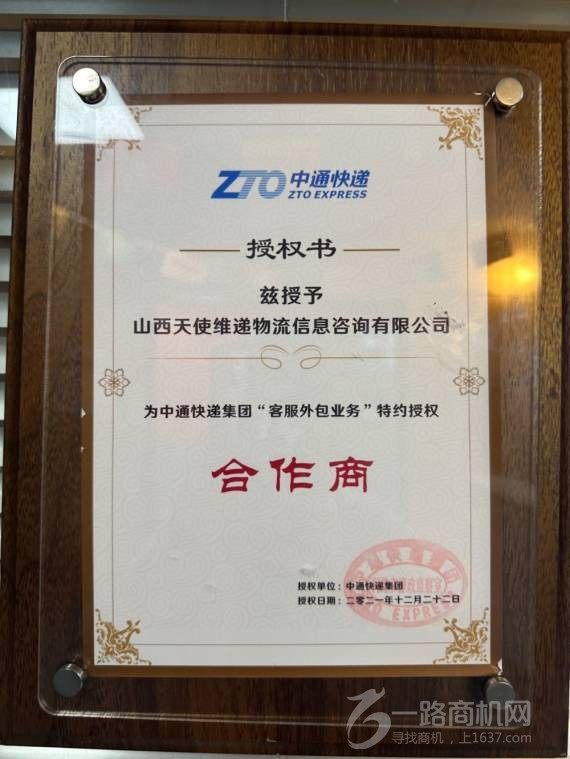 ZTO 中通快递
ZTO EXPRESS
授权书
兹授予
山西天使维递物流信息咨询有限公司
为中通快递集团“客服外包业务”特约授权
合作商
授权单位：中通快递集团
授权日期：二零二一年十二月二十二日
ZTO EXPRESS
一路商机网
寻找商机，上1637.com